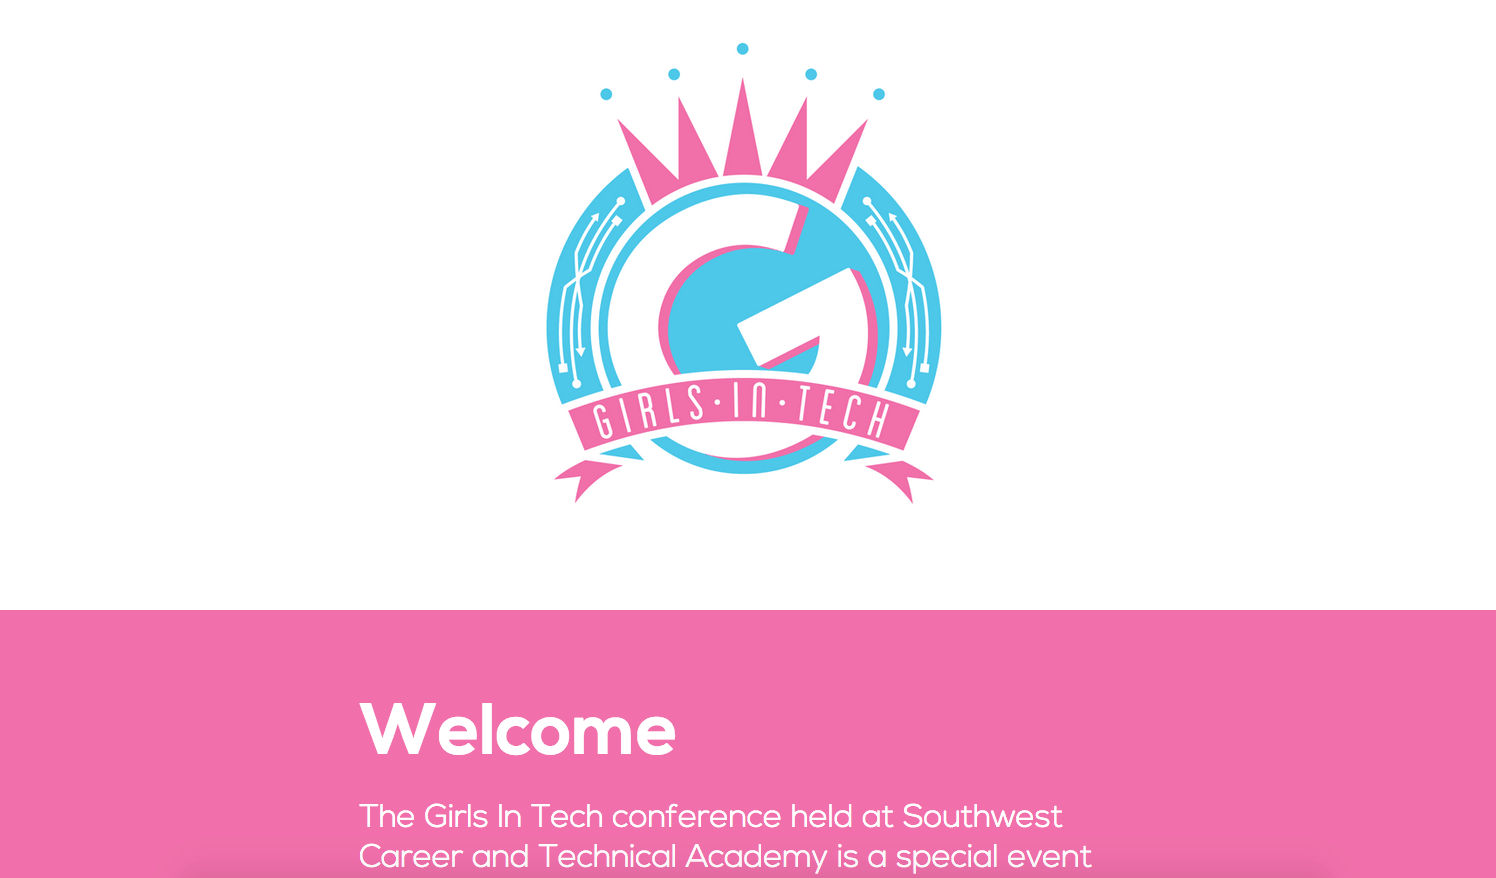 G
GIRLS·IN·TECH
Welcome
The Girls In Tech conference held at Southwest
Career and Technical Academy is a special event